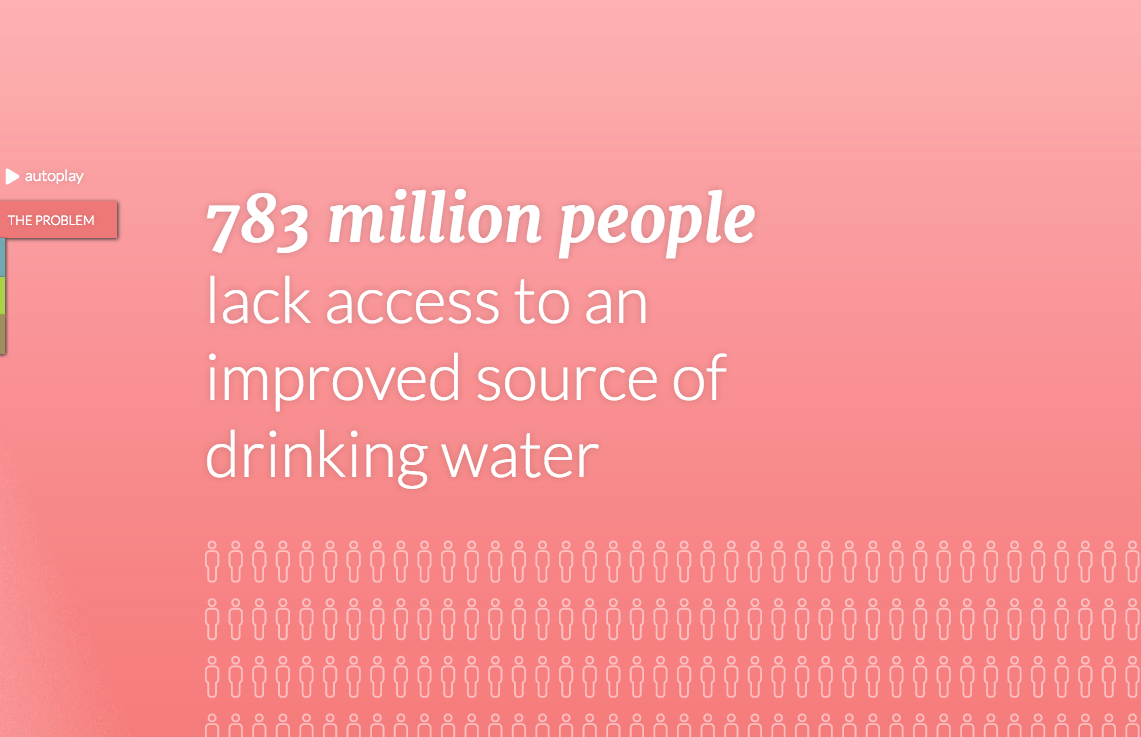 autoplay
THE PROBLEM
783 million people
lack access to an
improved source of
drinking water